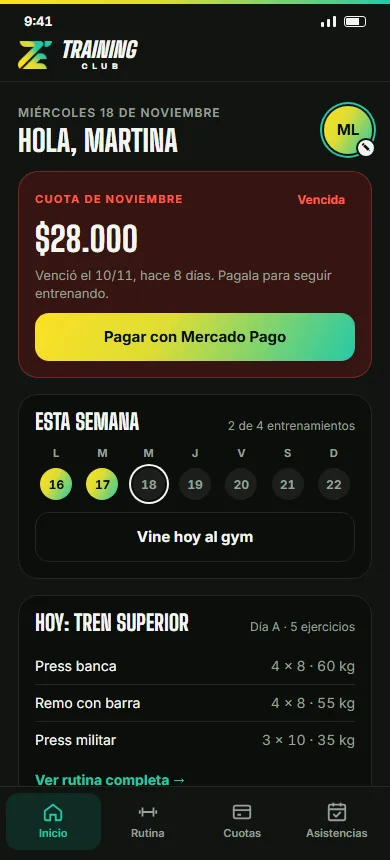 9:41
TRAINING
CLUB
MIÉRCOLES 18 DE NOVIEMBRE
HOLA, MARTINA
ML
CUOTA DE NOVIEMBRE
Vencida
$28.000
Venció el 10/11, hace 8 días. Pagala para seguir
entrenando.
Pagar con Mercado Pago
ESTA SEMANA
2 de 4 entrenamientos
L M M J V S D
16 17 18 19 20 21 22
Vine hoy al gym
HOY: TREN SUPERIOR
Día A · 5 ejercicios
Press banca 4 × 8 · 60 kg
Remo con barra 4 × 8 · 55 kg
Press militar 3 × 10 · 35 kg
Ver rutina completa →
Inicio Rutina Cuotas Asistencias